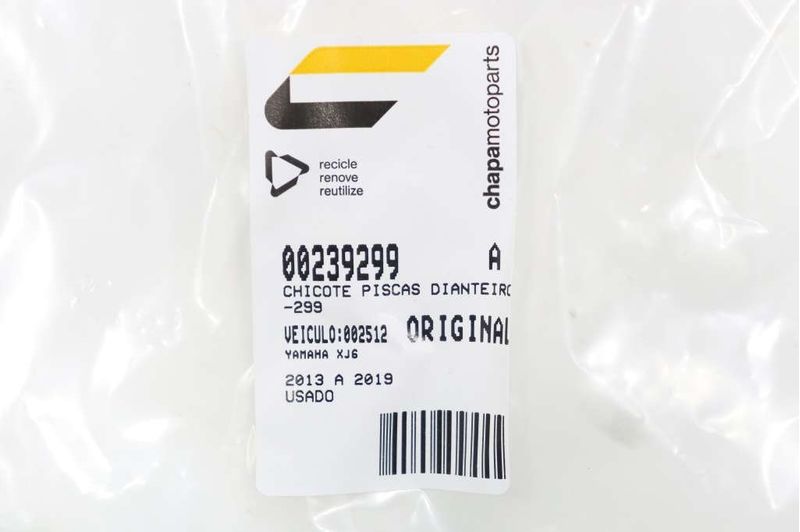 chapamotoparts
recicle
renove
reutilize
00239299 A
CHICOTE PISCAS DIANTEIRO
-299
VEICULO:002512 ORIGINAL
YAMAHA XJ6
2013 A 2019
USADO